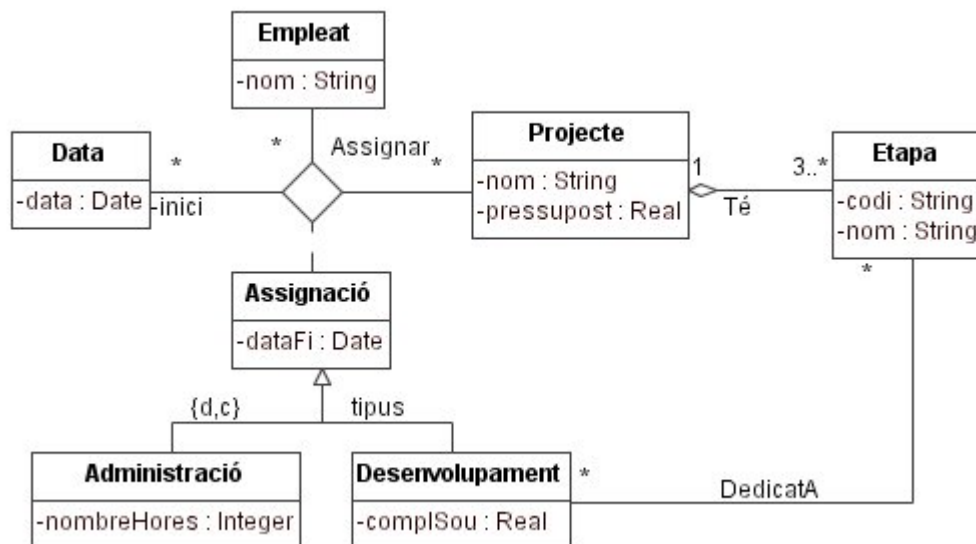 Empleat
-nom : String
Data
-data : Date
*
-inici
*
Assignar
*
Projecte
-nom : String
-pressupost : Real
1
Té
3..*
Etapa
-codi : String
-nom : String
*
Assignació
-dataFi : Date
{d,c}
tipus
Administració
-nombreHores : Integer
Desenvolupament
-complSou : Real
*
DedicatA